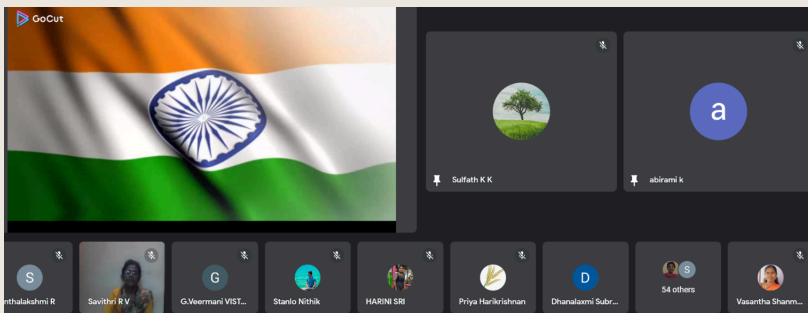 GoCut
a
Sulfath K K
abirami k
S
nthalakshmi R
Savithri R V
G
G.Veermani VIST...
Stanlo Nithik
HARINI SRI
Priya Harikrishnan
D
Dhanalaxmi Subr...
S
54 others
Vasantha Shanm...